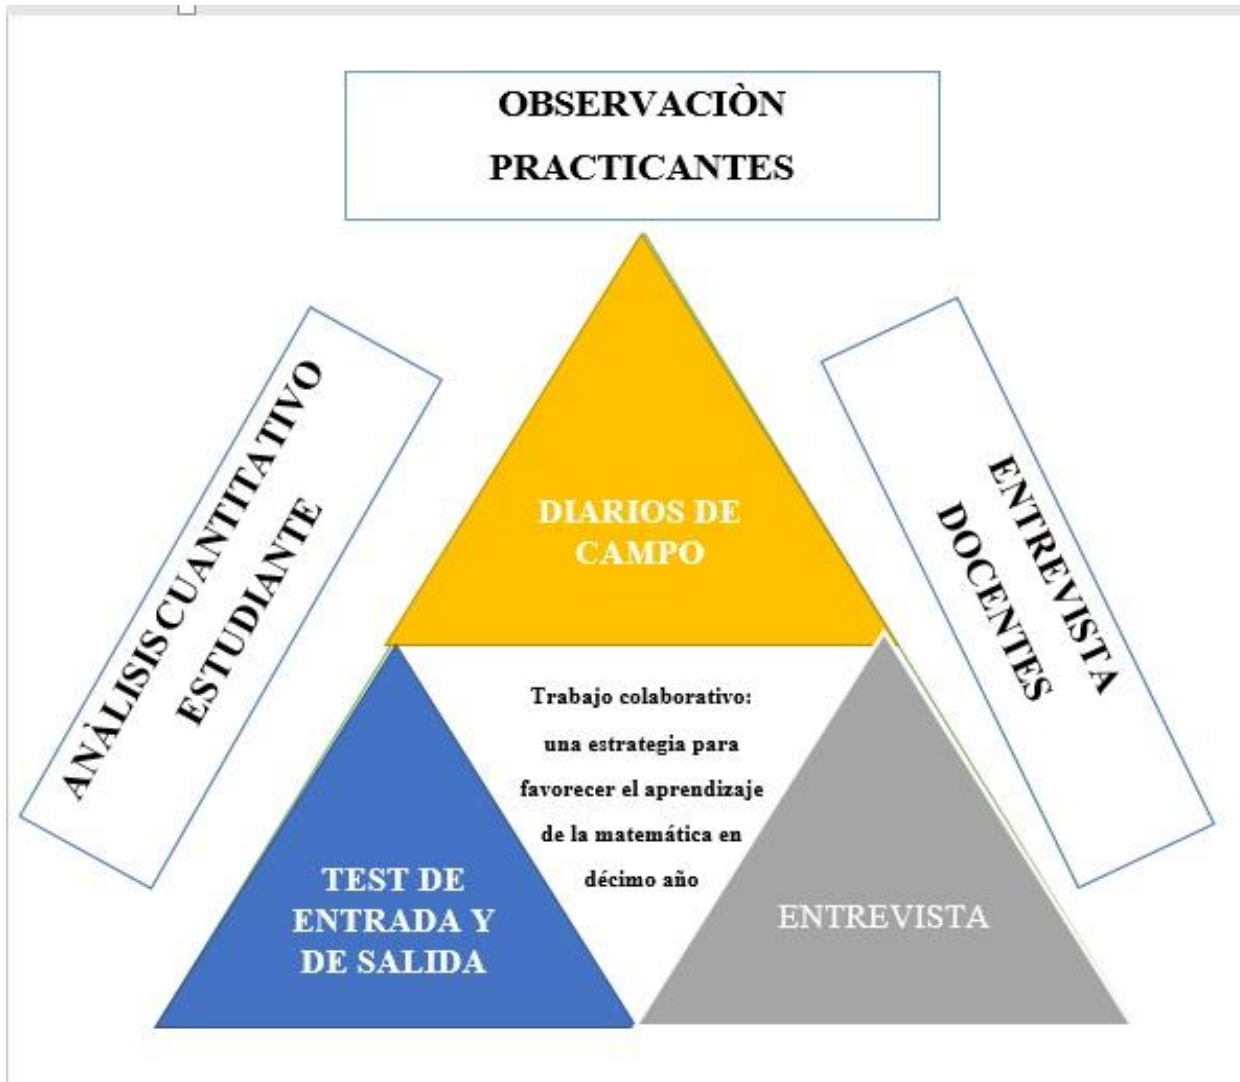 OBSERVACIÒN
PRACTICANTES
ANÀLISIS CUANTITATIVO
ESTUDIANTE
ENTREVISTA
DOCENTES
DIARIOS DE
CAMPO
Trabajo colaborativo:
una estrategia para
favorecer el aprendizaje
de la matemática en
décimo año
TEST DE
ENTRADA Y
DE SALIDA
ENTREVISTA